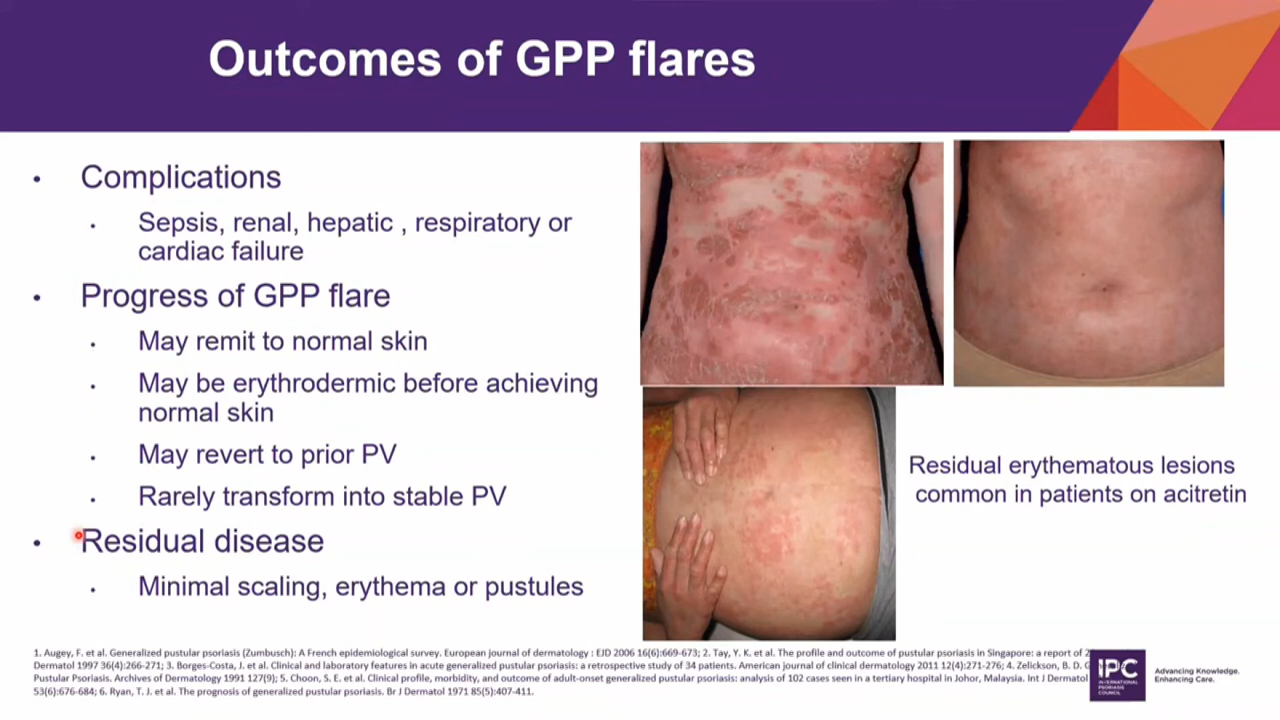 Outcomes of GPP flares
• Complications
• Sepsis, renal, hepatic , respiratory or
cardiac failure
• Progress of GPP flare
• May remit to normal skin
• May be erythrodermic before achieving
normal skin
• May revert to prior PV
• Rarely transform into stable PV
• Residual disease
• Minimal scaling, erythema or pustules
Residual erythematous lesions
common in patients on acitretin
1. Augey, F. et al. Generalized pustular psoriasis (Zumbusch): A French epidemiological survey. European journal of dermatology : EJD 2006 16(6):669-673; 2. Tay, Y. K. et al. The profile and outcome of pustular psoriasis in Singapore: a report of 2
Dermatol 1997 36(4):266-271; 3. Borges-Costa, J. et al. Clinical and laboratory features in acute generalized pustular psoriasis: a retrospective study of 34 patients. American journal of clinical dermatology 2011 12(4):271-276; 4. Zelickson, B. D.
Pustular Psoriasis. Archives of Dermatology 1991 127(9); 5. Choon, S. E. et al. Clinical profile, morbidity, and outcome of adult-onset generalized pustular psoriasis: analysis of 102 cases seen in a tertiary hospital in Johor, Malaysia. Int J Dermatol
53(6):676-684; 6. Ryan, T. J. et al. The prognosis of generalized pustular psoriasis. Br J Dermatol 1971 85(5):407-411.
IPC
INTERNATIONAL
PSORIASIS
COUNCIL
Advancing Knowledge.
Enhancing Care.